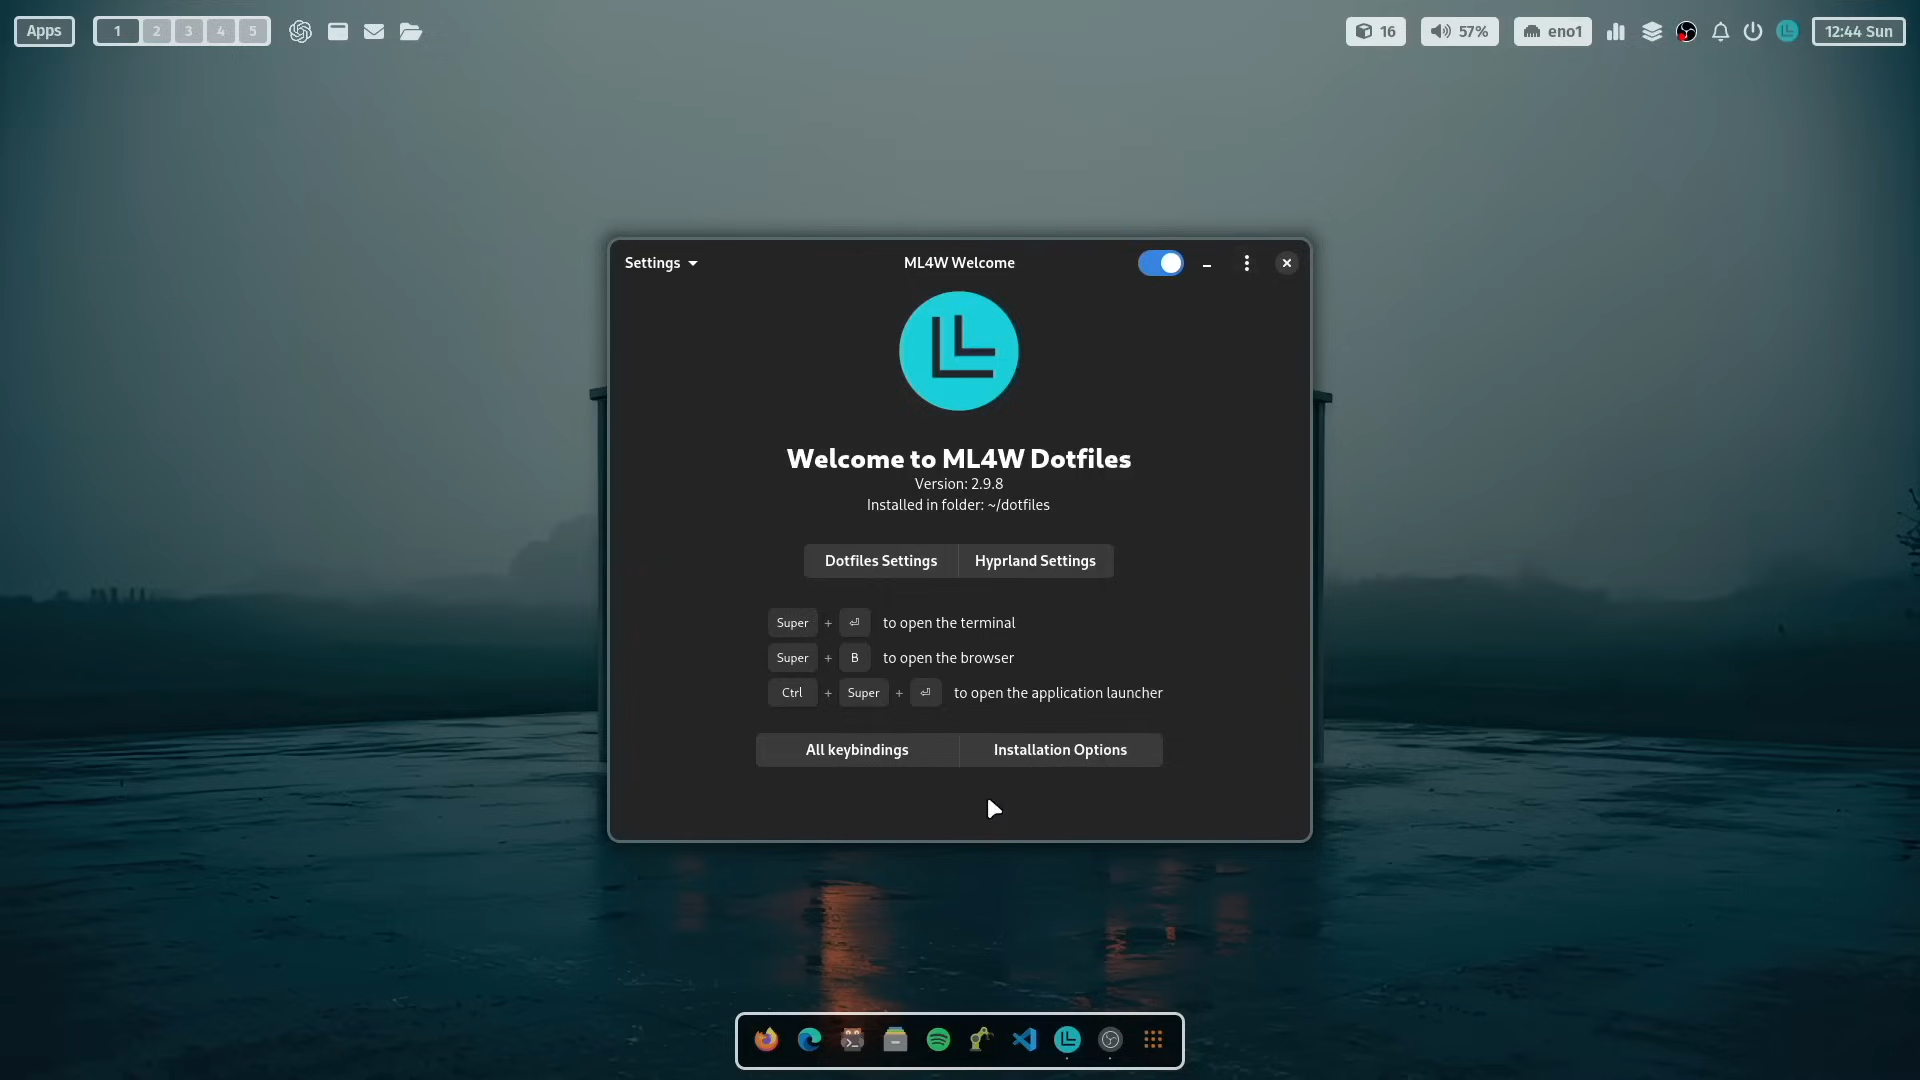 Apps
1 2 3 4 5
16
57%
eno1
12:44 Sun
Settings
ML4W Welcome
Welcome to ML4W Dotfiles
Version: 2.9.8
Installed in folder: ~/dotfiles
Dotfiles Settings
Hyprland Settings
Super + ⏎ to open the terminal
Super + B to open the browser
Ctrl + Super + ⏎ to open the application launcher
All keybindings
Installation Options